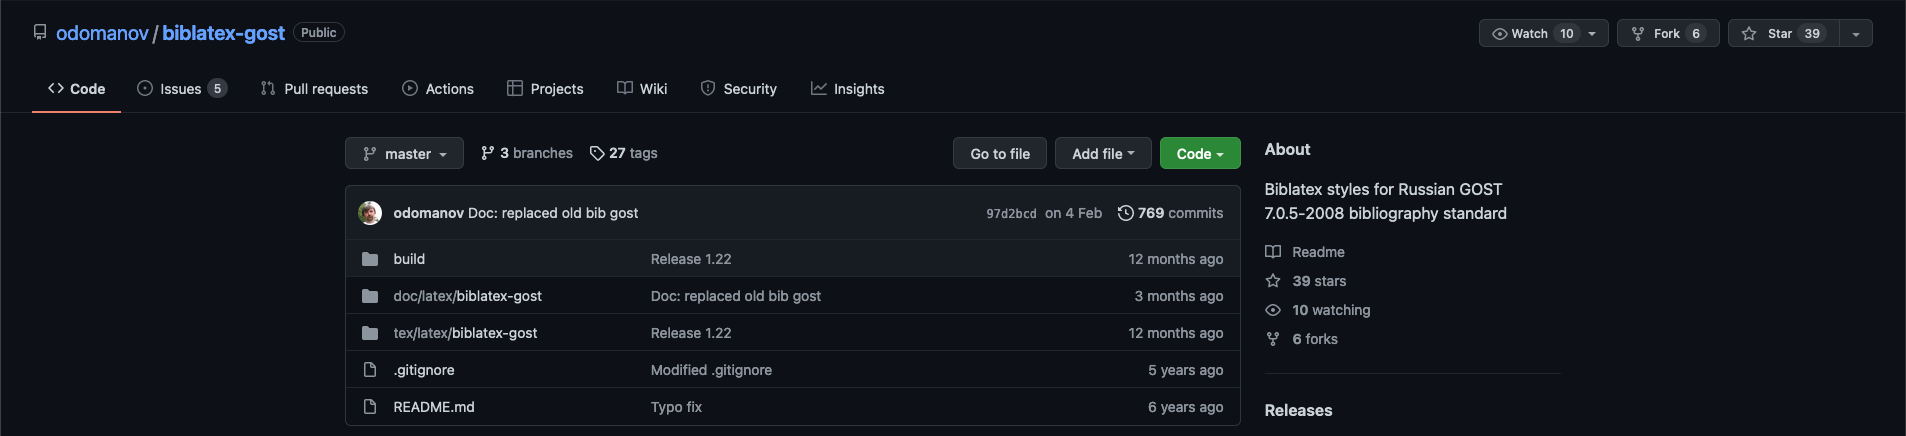 odomanov / biblatex-gost Public
Watch 10 Fork 6 Star 39
Code Issues 5 Pull requests Actions Projects Wiki Security Insights
master 3 branches 27 tags Go to file Add file Code
odomanov Doc: replaced old bib gost 97d2bcd on 4 Feb 769 commits
build Release 1.22 12 months ago
doc/latex/biblatex-gost Doc: replaced old bib gost 3 months ago
tex/latex/biblatex-gost Release 1.22 12 months ago
.gitignore Modified .gitignore 5 years ago
README.md Typo fix 6 years ago
About
Biblatex styles for Russian GOST
7.0.5-2008 bibliography standard
Readme
39 stars
10 watching
6 forks
Releases